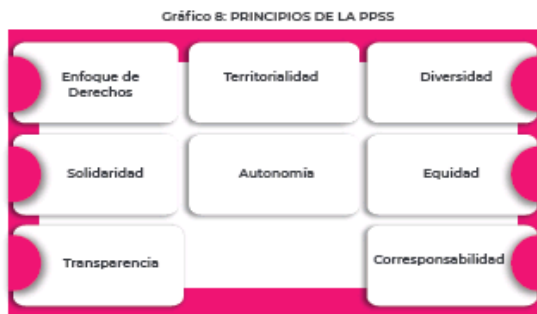 Gráfico 8: PRINCIPIOS DE LA PPSS
Enfoque de
Derechos
Territorialidad
Diversidad
Solidaridad
Autonomía
Equidad
Transparencia
Corresponsabilidad